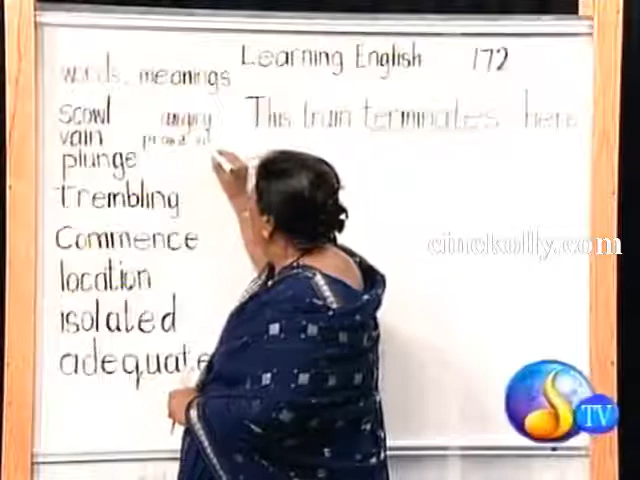 Learning English 172
words. meanings
scowl angry This train terminates here
vain
plunge
trembling
Commence
location
isolated
adequate
cinekolly.com
TV